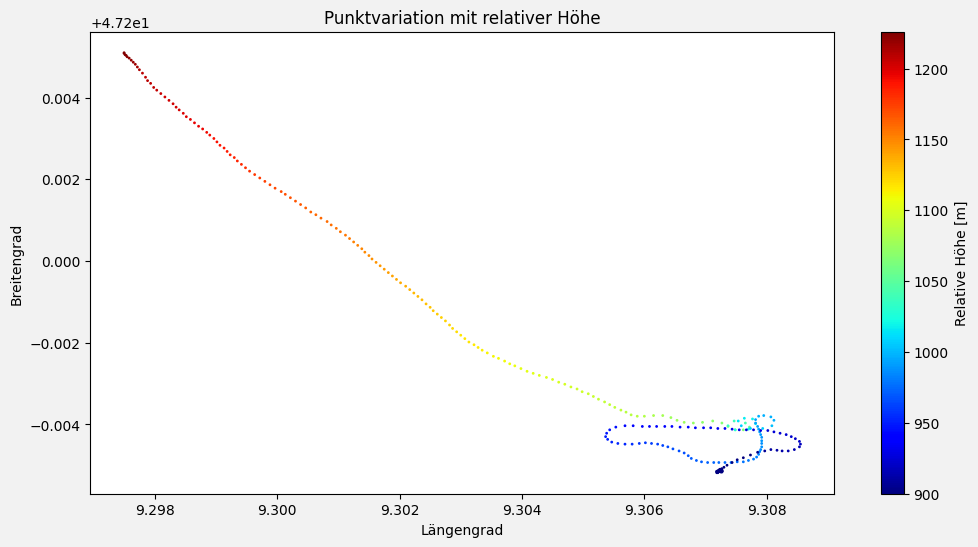 Punktvariation mit relativer Höhe
+4.72e1
0.004
0.002
0.000
−0.002
−0.004
Breitengrad
9.298 9.300 9.302 9.304 9.306 9.308
Längengrad
1200
1150
1100
1050
1000
950
900
Relative Höhe [m]